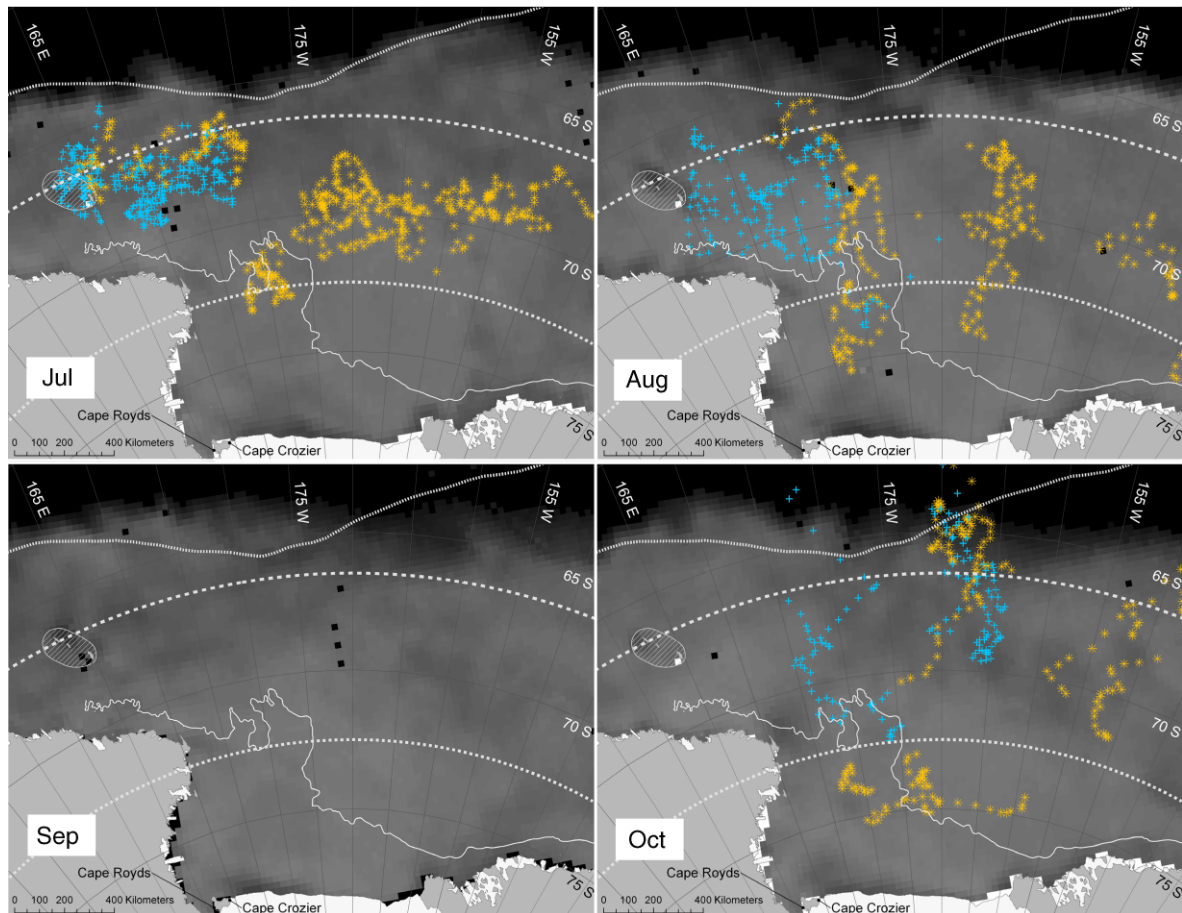 165 E
175 W
155 W
65 S
70 S
Jul
Cape Royds
0 100 200 400 Kilometers
Cape Crozier
75 S
165 E
175 W
155 W
65 S
70 S
Aug
Cape Royds
0 100 200 400 Kilometers
Cape Crozier
75 S
165 E
175 W
155 W
65 S
70 S
Sep
Cape Royds
0 100 200 400 Kilometers
Cape Crozier
75 S
165 E
175 W
155 W
65 S
70 S
Oct
Cape Royds
0 100 200 400 Kilometers
Cape Crozier
75 S